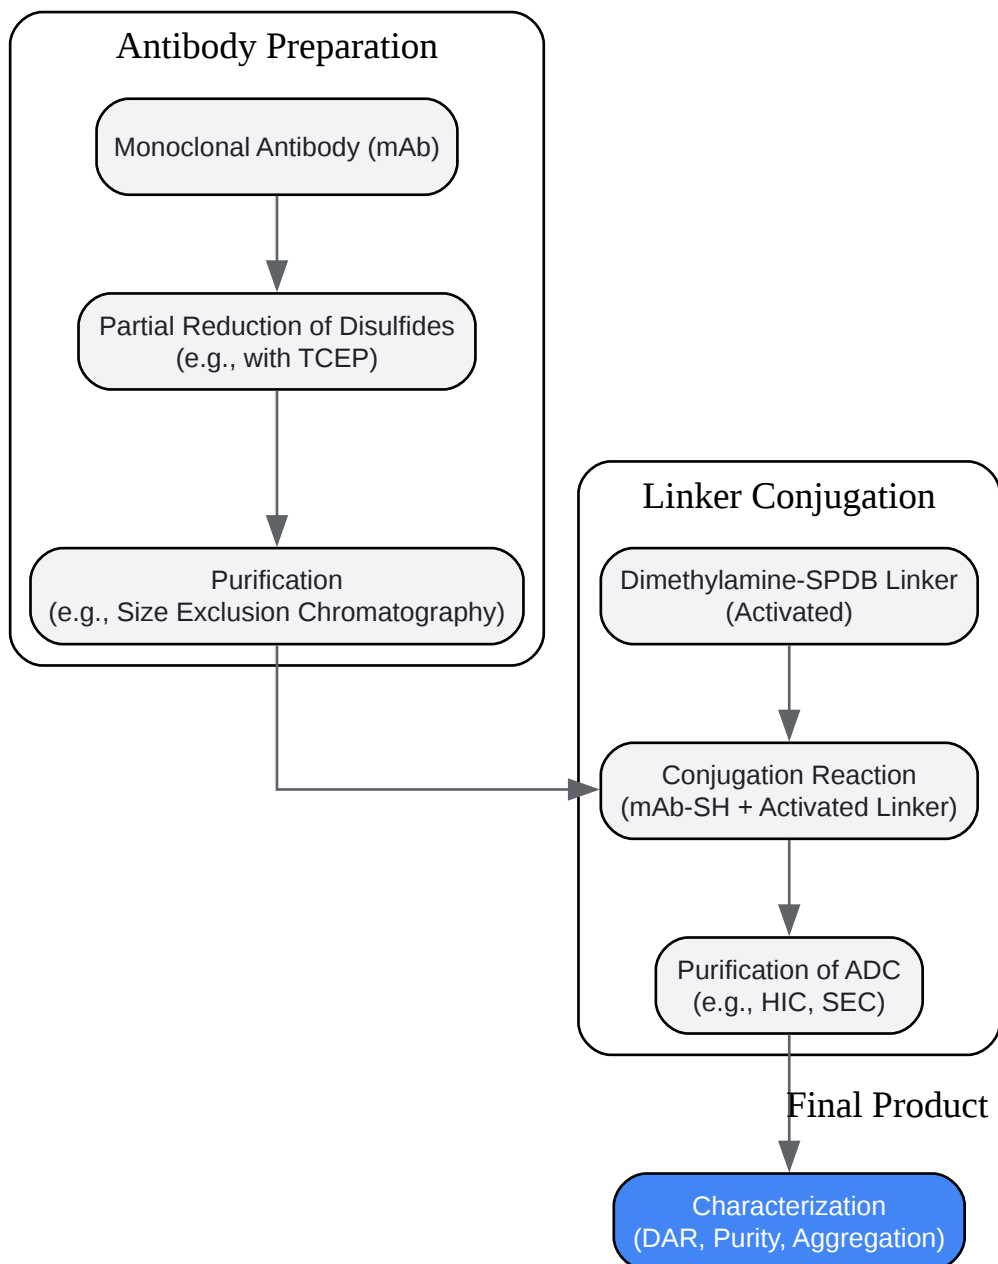 Antibody Preparation
Monoclonal Antibody (mAb)
Partial Reduction of Disulfides
(e.g., with TCEP)
Purification
(e.g., Size Exclusion Chromatography)
Linker Conjugation
Dimethylamine-SPDB Linker
(Activated)
Conjugation Reaction
(mAb-SH + Activated Linker)
Purification of ADC
(e.g., HIC, SEC)
Final Product
Characterization
(DAR, Purity, Aggregation)